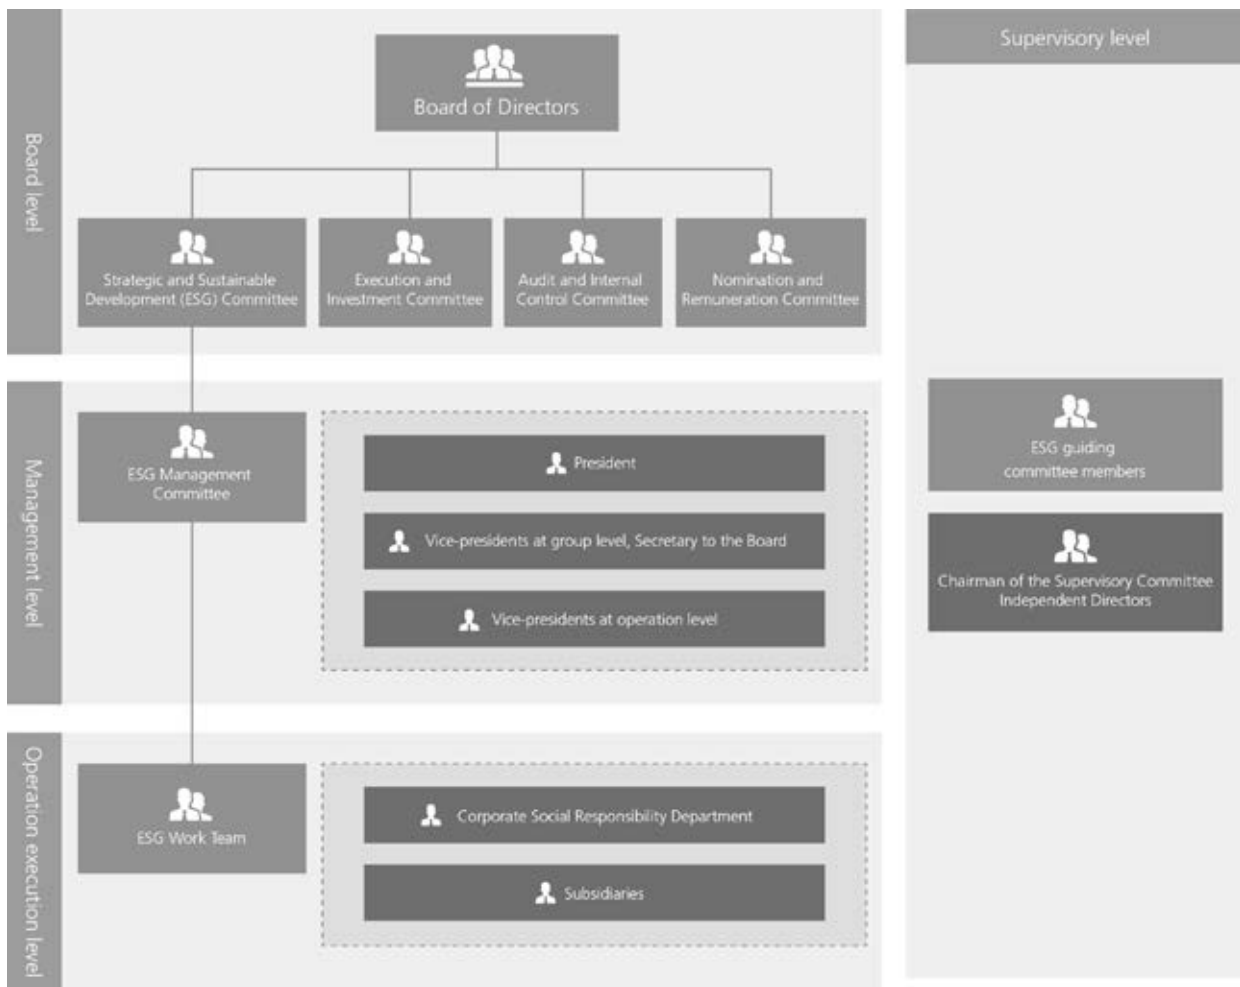 Board level
Board of Directors
Strategic and Sustainable
Development (ESG) Committee
Execution and
Investment Committee
Audit and Internal
Control Committee
Nomination and
Remuneration Committee
Management level
ESG Management
Committee
President
Vice-presidents at group level, Secretary to the Board
Vice-presidents at operation level
Operation execution level
ESG Work Team
Corporate Social Responsibility Department
Subsidiaries
Supervisory level
ESG guiding
committee members
Chairman of the Supervisory Committee
Independent Directors